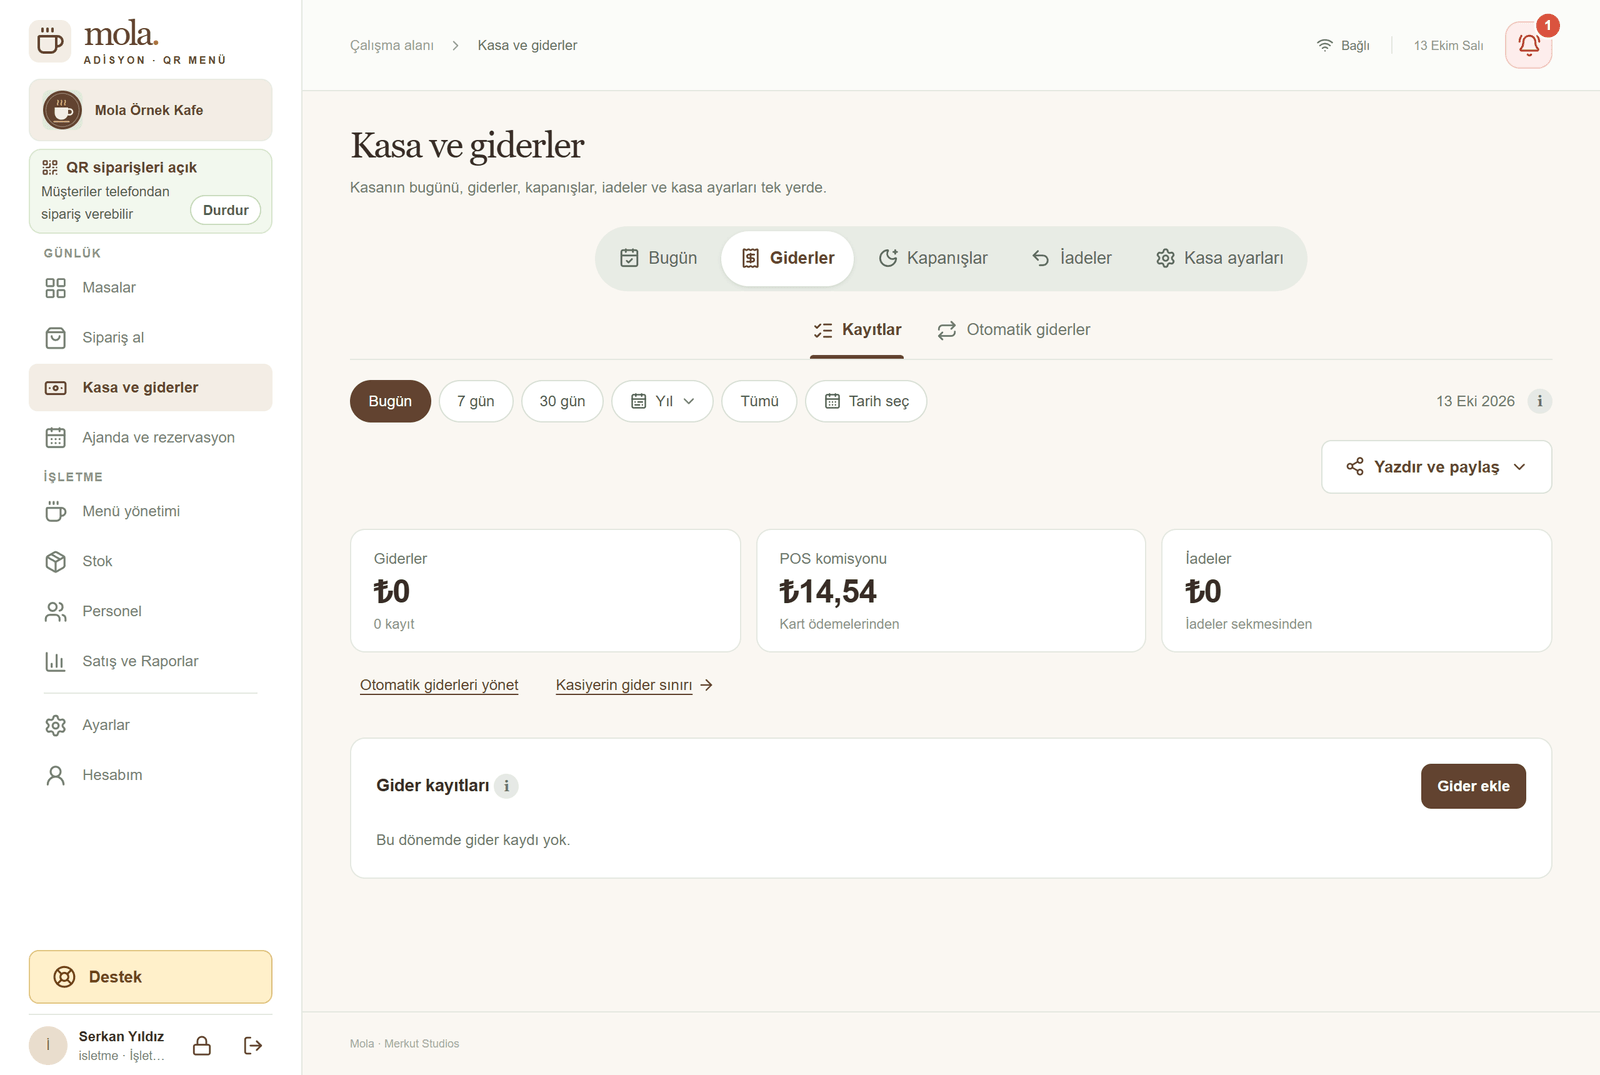 mola.
ADİSYON · QR MENÜ
Mola Örnek Kafe
QR siparişleri açık
Müşteriler telefondan
sipariş verebilir
Durdur
GÜNLÜK
Masalar
Sipariş al
Kasa ve giderler
Ajanda ve rezervasyon
İŞLETME
Menü yönetimi
Stok
Personel
Satış ve Raporlar
Ayarlar
Hesabım
Destek
İ
Serkan Yıldız
isletme · İşlet...
Çalışma alanı
Kasa ve giderler
Bağlı
13 Ekim Salı
1
Kasa ve giderler
Kasanın bugünü, giderler, kapanışlar, iadeler ve kasa ayarları tek yerde.
Bugün
Giderler
Kapanışlar
İadeler
Kasa ayarları
Kayıtlar
Otomatik giderler
Bugün
7 gün
30 gün
Yıl
Tümü
Tarih seç
13 Eki 2026
i
Yazdır ve paylaş
Giderler
₺0
0 kayıt
POS komisyonu
₺14,54
Kart ödemelerinden
İadeler
₺0
İadeler sekmesinden
Otomatik giderleri yönet
Kasiyerin gider sınırı
Gider kayıtları
i
Gider ekle
Bu dönemde gider kaydı yok.
Mola · Merkut Studios